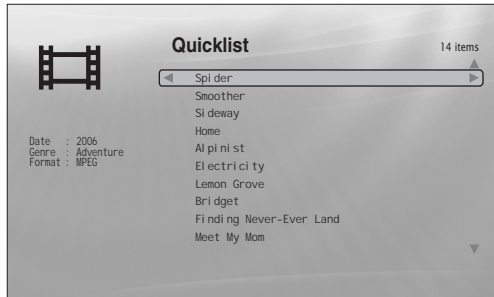 Quicklist
14 items
Spider
Smoother
Sideway
Home
Alpinist
Electricity
Lemon Grove
Bridget
Finding Never-Ever Land
Meet My Mom
Date : 2006
Genre : Adventure
Format : MPEG